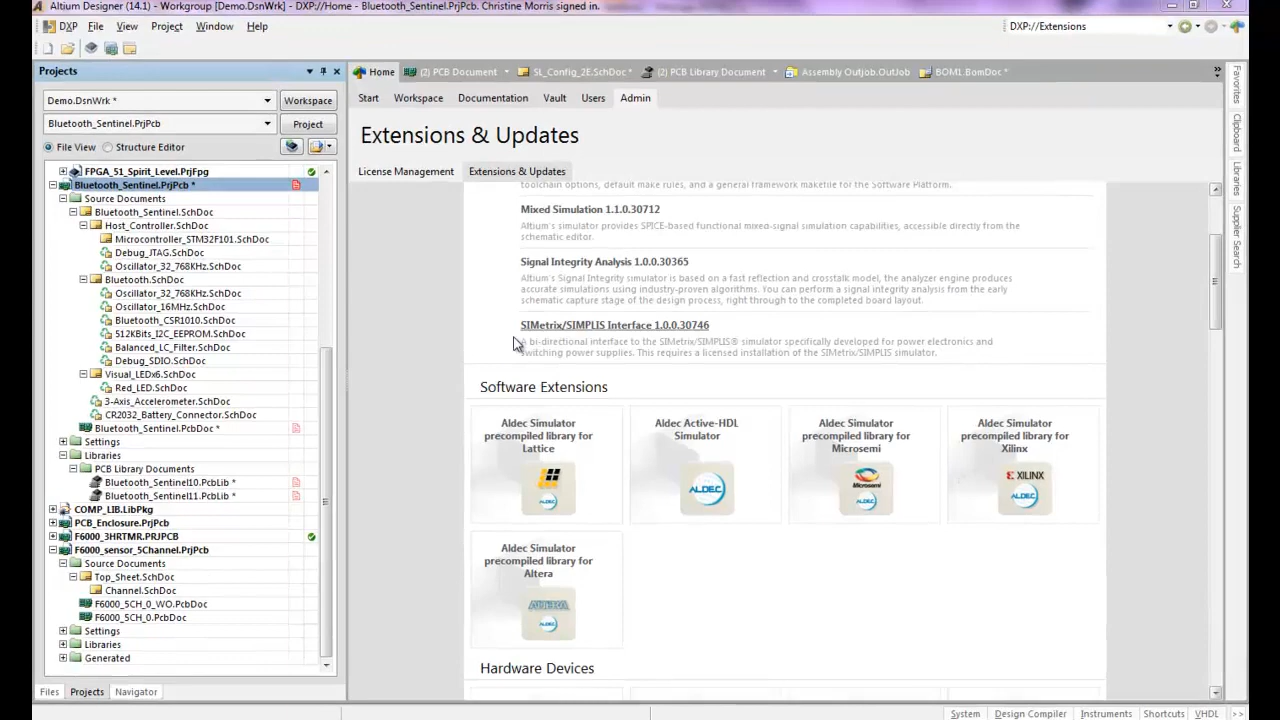 Altium Designer (14.1) - Workgroup [Demo.DsnWrk] - DXP://Home - Bluetooth_Sentinel.PrjPcb. Christine Morris signed in.
DXP File View Project Window Help
DXP://Extensions
Projects
Home (2) PCB Document SL_Config_2E.SchDoc * (2) PCB Library Document Assembly Outjob.OutJob BOM1.BomDoc *
Demo.DsnWrk * Workspace
Start Workspace Documentation Vault Users Admin
Bluetooth_Sentinel.PrjPcb Project
File View Structure Editor
Extensions & Updates
License Management Extensions & Updates
FPGA_51_Spirit_Level.PrjFpg
Bluetooth_Sentinel.PrjPcb *
Source Documents
Bluetooth_Sentinel.SchDoc
Host_Controller.SchDoc
Microcontroller_STM32F101.SchDoc
Debug_JTAG.SchDoc
Oscillator_32_768KHz.SchDoc
Bluetooth.SchDoc
Oscillator_32_768KHz.SchDoc
Oscillator_16MHz.SchDoc
Bluetooth_CSR1010.SchDoc
512KBits_I2C_EEPROM.SchDoc
Balanced_LC_Filter.SchDoc
Debug_SDIO.SchDoc
Visual_LEDx6.SchDoc
Red_LED.SchDoc
3-Axis_Accelerometer.SchDoc
CR2032_Battery_Connector.SchDoc
Bluetooth_Sentinel.PcbDoc *
Settings
Libraries
PCB Library Documents
Bluetooth_Sentinel10.PcbLib *
Bluetooth_Sentinel11.PcbLib *
COMP_LIB.LibPkg
PCB_Enclosure.PrjPcb
F6000_3HRTMR.PRJPCB
F6000_sensor_5Channel.PrjPcb
Source Documents
Top_Sheet.SchDoc
Channel.SchDoc
F6000_5CH_0_WO.PcbDoc
F6000_5CH_0.PcbDoc
Settings
Libraries
Generated
Files Projects Navigator
toolchain options, default make rules, and a general framework makefile for the Software Platform.
Mixed Simulation 1.1.0.30712
Altium's simulator provides SPICE-based functional mixed-signal simulation capabilities, accessible directly from the
schematic editor.
Signal Integrity Analysis 1.0.0.30365
Altium's Signal Integrity simulator is based on a fast reflection and crosstalk model, the analyzer engine produces
accurate simulations using industry-proven algorithms. You can perform a signal integrity analysis from the early
schematic capture stage of the design process, right through to the completed board layout.
SIMetrix/SIMPLIS Interface 1.0.0.30746
A bi-directional interface to the SIMetrix/SIMPLIS® simulator specifically developed for power electronics and
switching power supplies. This requires a licensed installation of the SIMetrix/SIMPLIS simulator.
Software Extensions
Aldec Simulator
precompiled library for
Lattice
ALDEC
Aldec Active-HDL
Simulator
ALDEC
Aldec Simulator
precompiled library for
Microsemi
Microsemi
ALDEC
Aldec Simulator
precompiled library for
Xilinx
XILINX
ALDEC
Aldec Simulator
precompiled library for
Altera
ALTERA
ALDEC
Hardware Devices
Favorites
Clipboard
Libraries
Supplier Search
System Design Compiler Instruments Shortcuts VHDL >>